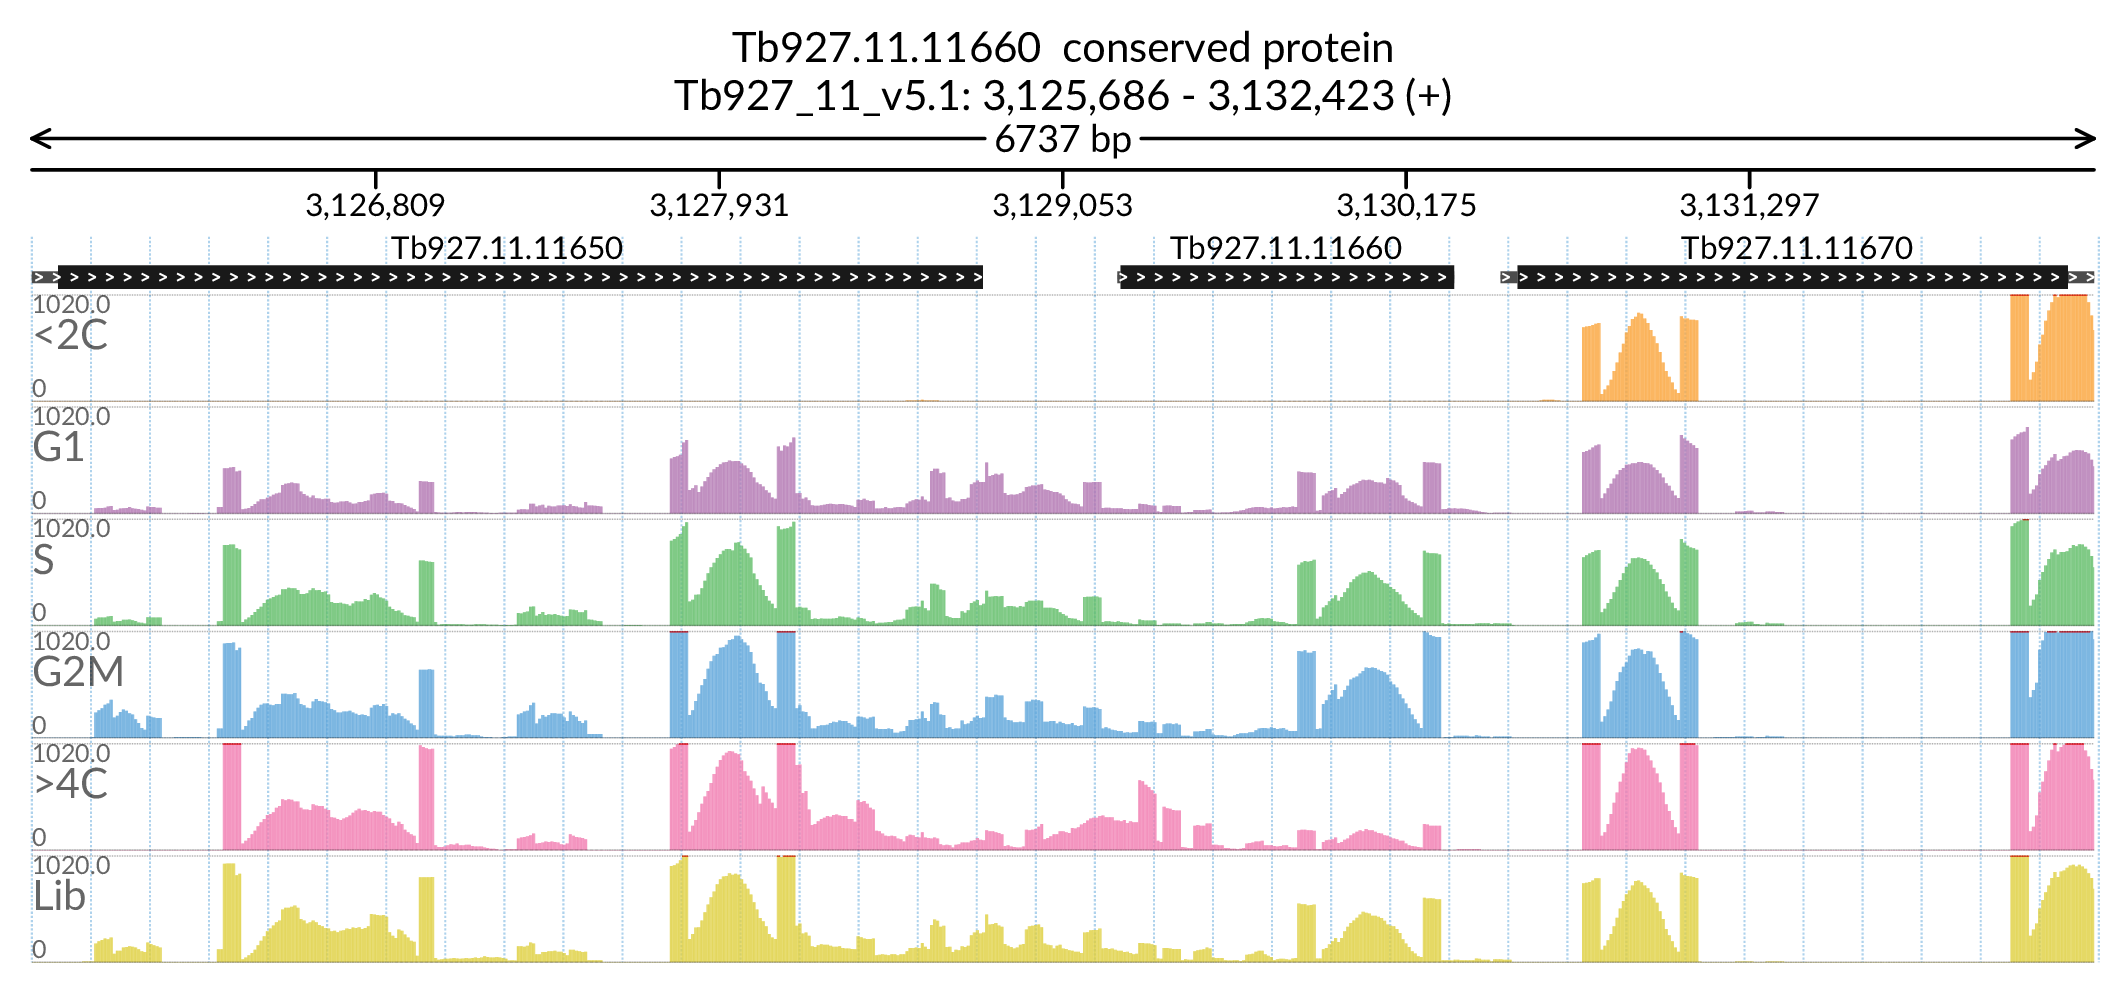 Tb927.11.11660  conserved protein
Tb927_11_v5.1: 3,125,686 - 3,132,423 (+)
6737 bp
3,126,809 3,127,931 3,129,053 3,130,175 3,131,297
Tb927.11.11650 Tb927.11.11660 Tb927.11.11670
1020.0
<2C
0
1020.0
G1
0
1020.0
S
0
1020.0
G2M
0
1020.0
>4C
0
1020.0
Lib
0